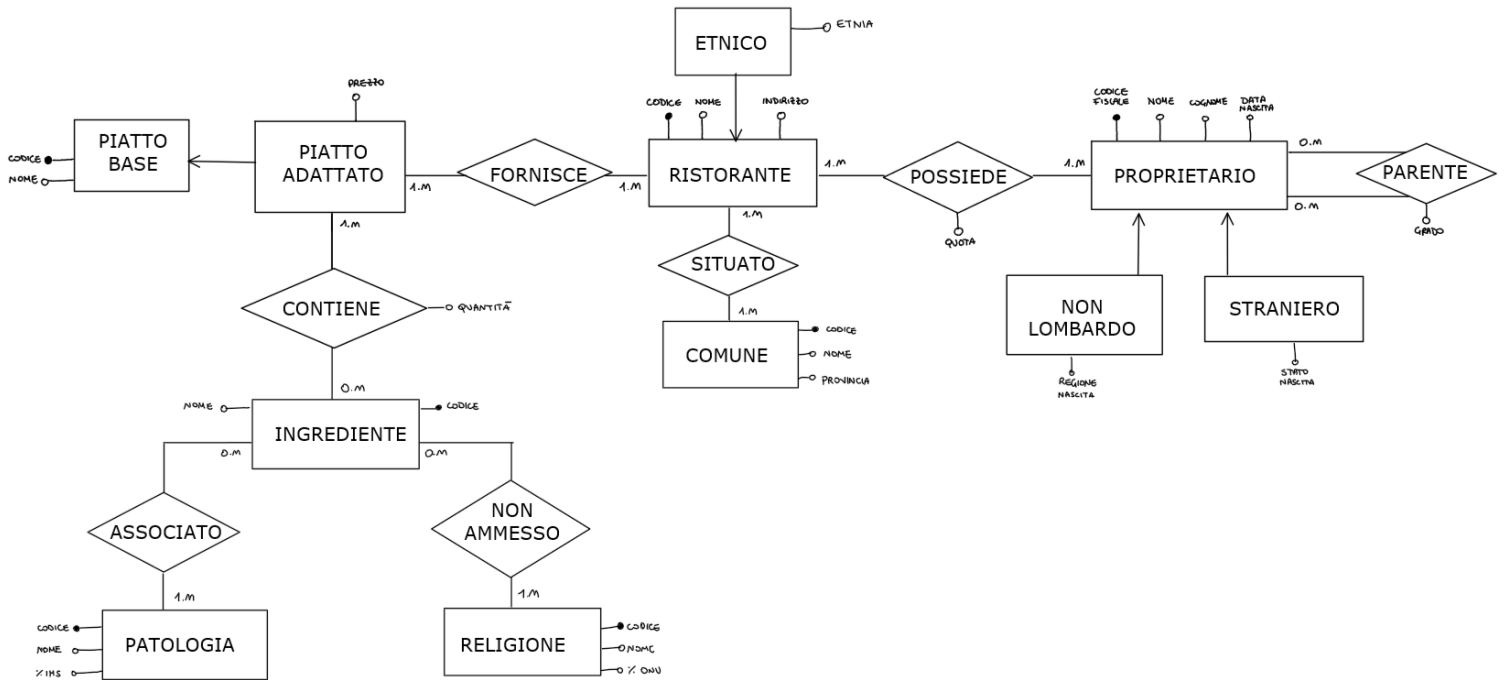 ETNICO
ETNIA
PREZZO
CODICE
NOME
INDIRIZZO
CODICE
FISCALE
NOME
COGNOME
DATA
NASCITA
PIATTO
BASE
CODICE
NOME
PIATTO
ADATTATO
1.M
FORNISCE
1.M
RISTORANTE
1.M
POSSIEDE
QUOTA
1.M
PROPRIETARIO
0.M
0.M
PARENTE
GRADO
1.M
CONTIENE
QUANTITÀ
0.M
1.M
SITUATO
1.M
COMUNE
CODICE
NOME
PROVINCIA
NON
LOMBARDO
REGIONE
NASCITA
STRANIERO
STATO
NASCITA
NOME
CODICE
INGREDIENTE
0.M
0.M
ASSOCIATO
1.M
NON
AMMESSO
1.M
CODICE
NOME
% IHS
PATOLOGIA
RELIGIONE
CODICE
NOME
% ONU